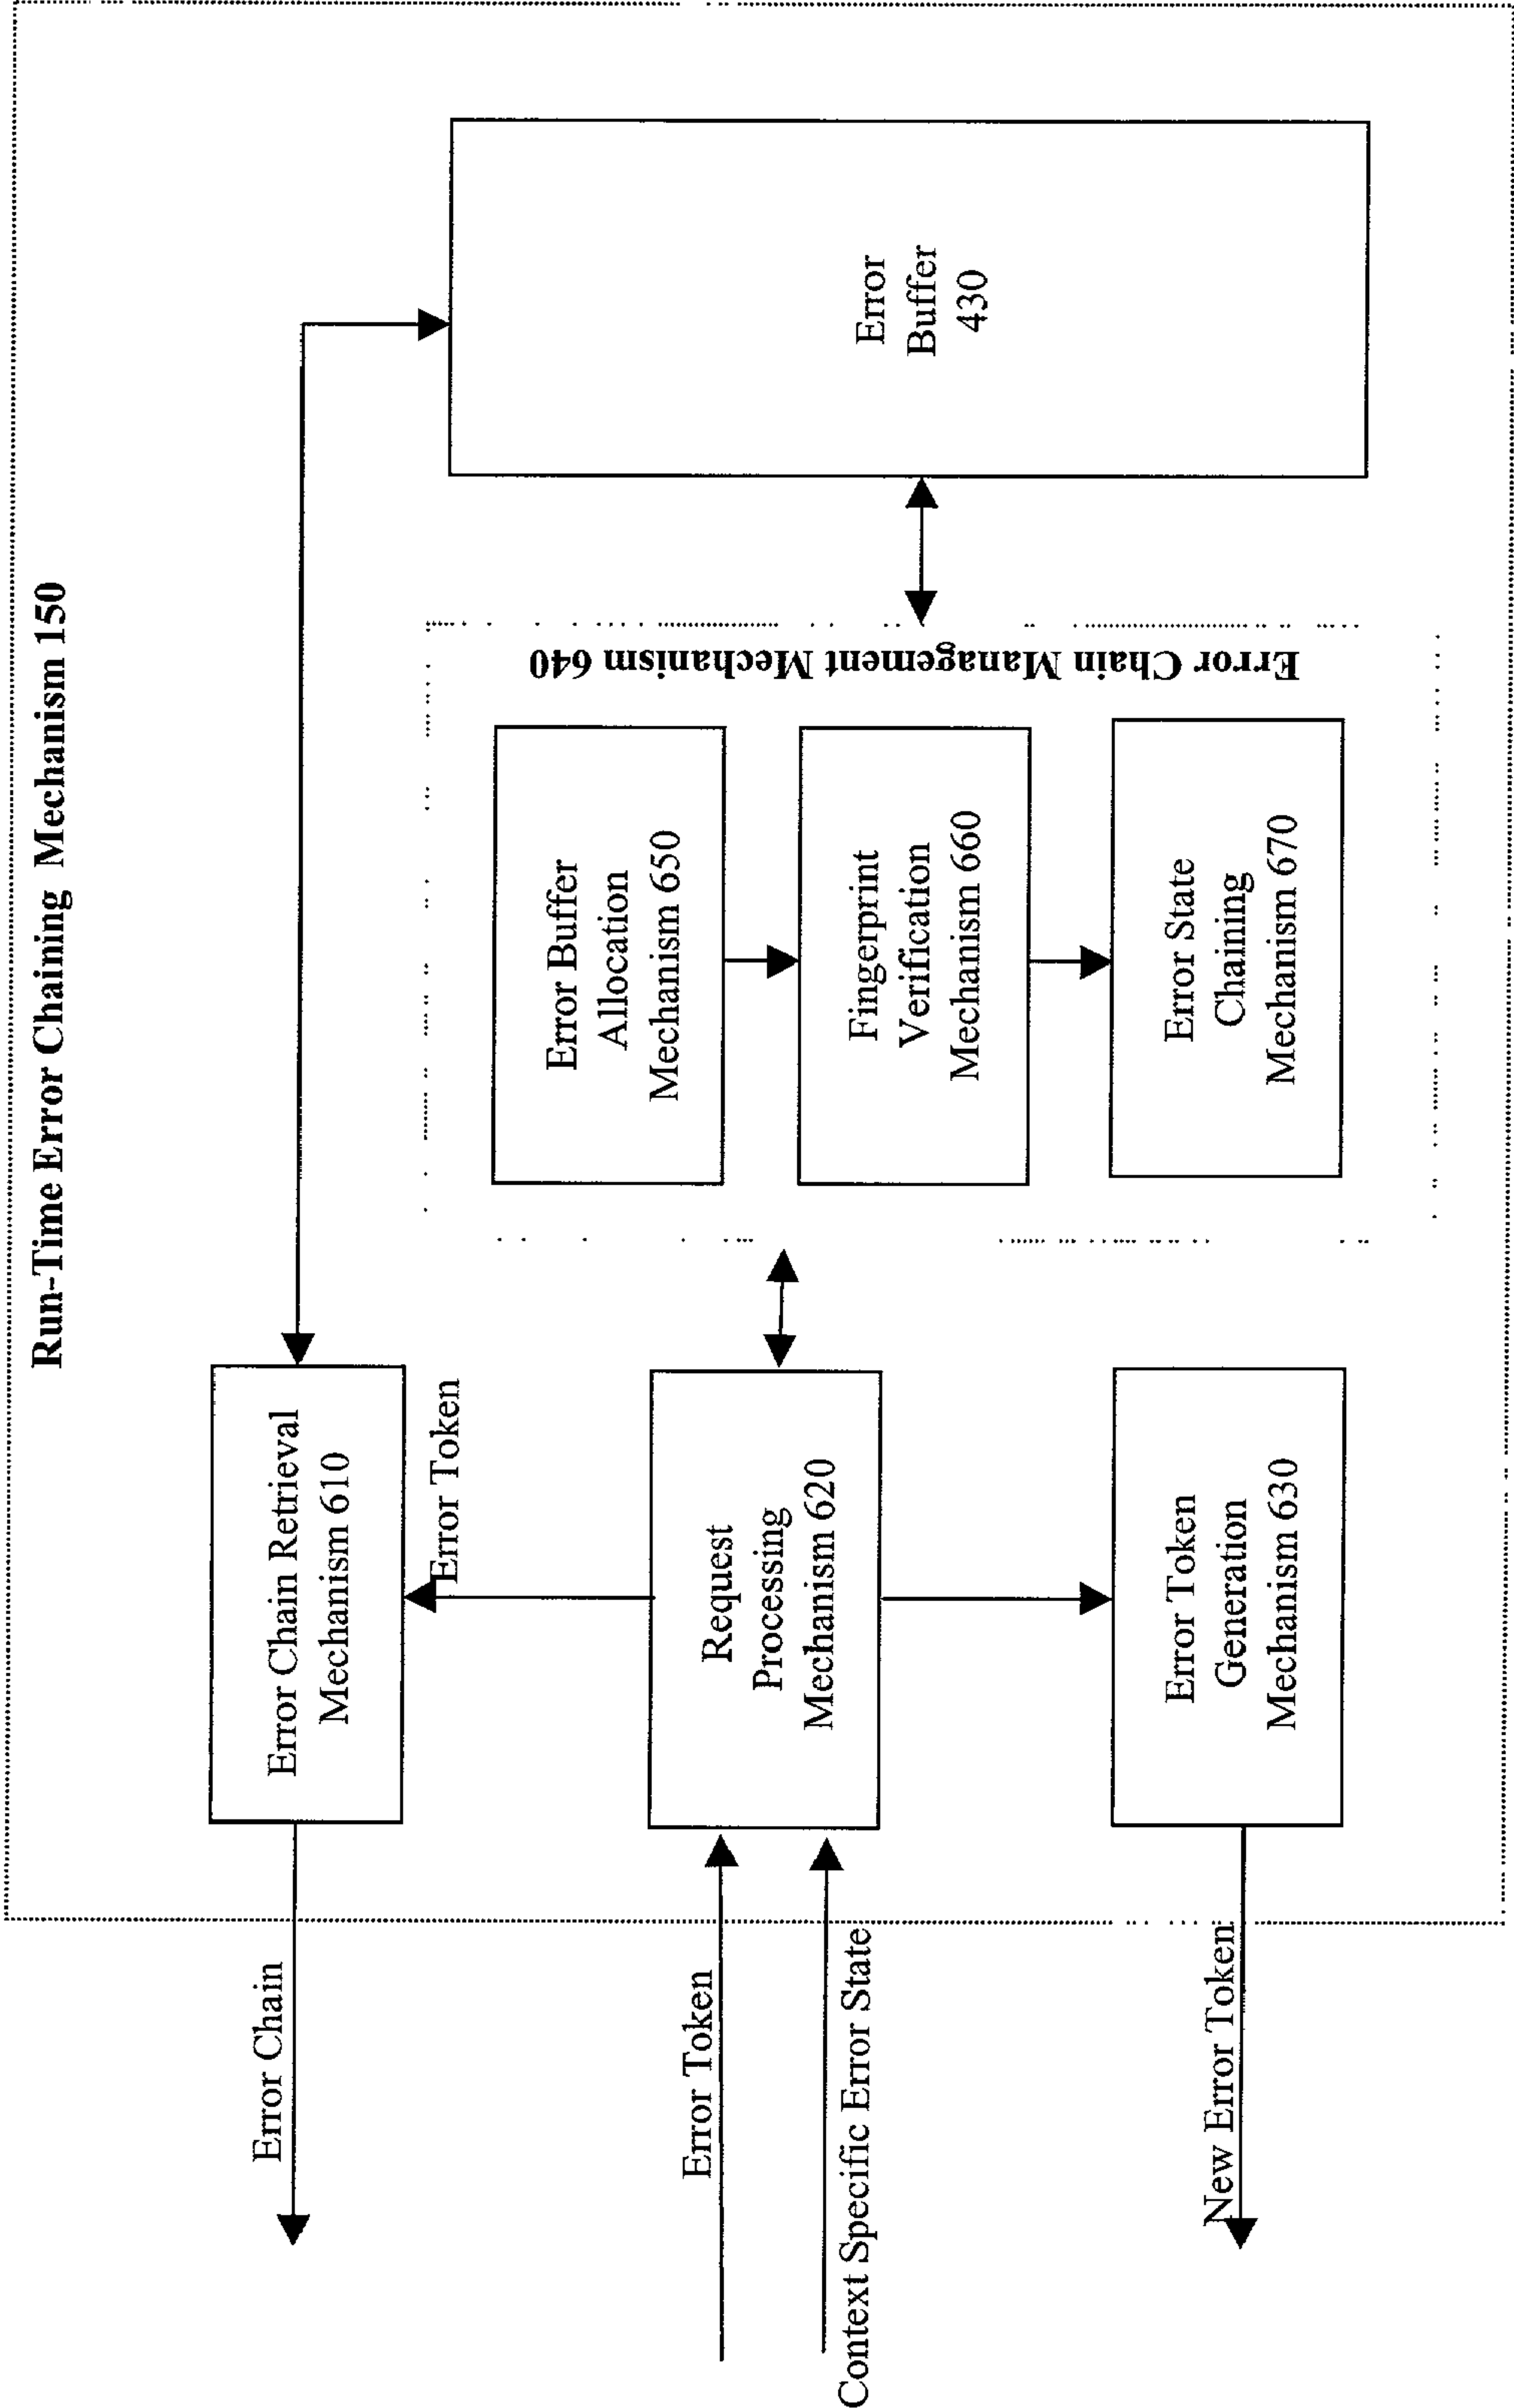 Run-Time Error Chaining Mechanism 150
Error Chain
Error Chain Retrieval
Mechanism 610
Error Token
Error Token
Context Specific Error State
Request
Processing
Mechanism 620
New Error Token
Error Token
Generation
Mechanism 630
Error Chain Management Mechanism 640
Error Buffer
Allocation
Mechanism 650
Fingerprint
Verification
Mechanism 660
Error State
Chaining
Mechanism 670
Error
Buffer
430